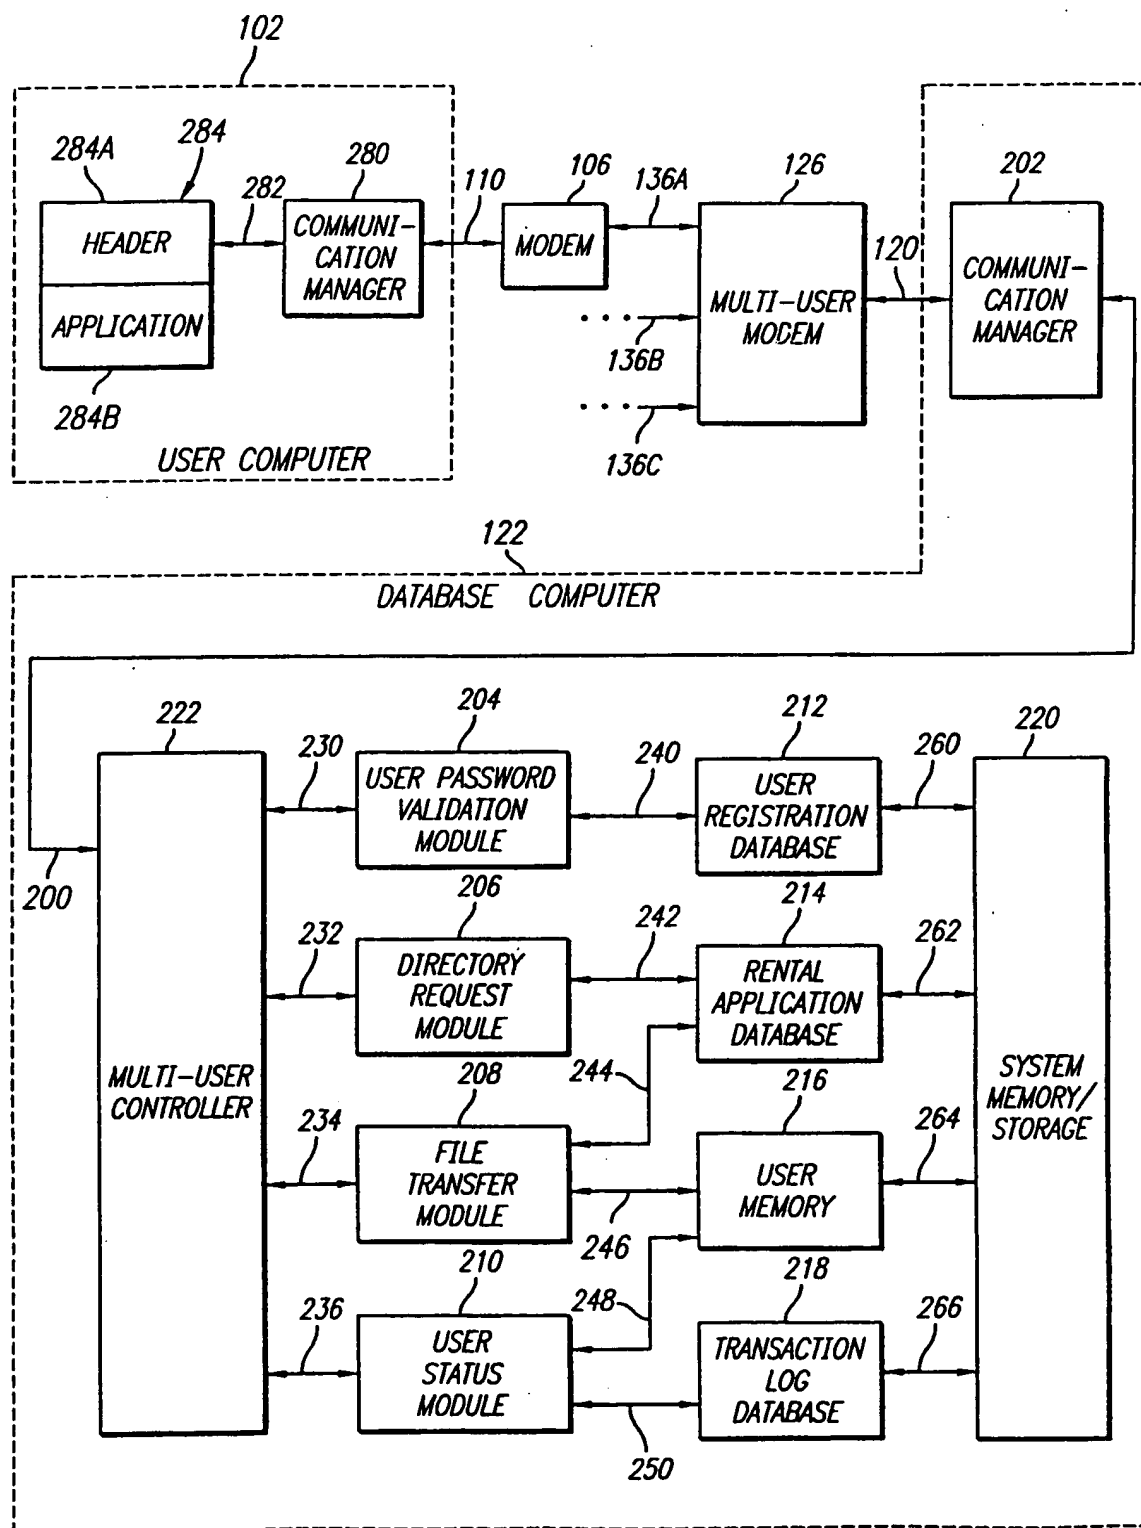 102
284A
284
282
280
110
106
136A
126
202
HEADER
APPLICATION
COMMUNI-
CATION
MANAGER
MODEM
MULTI-USER
MODEM
120
COMMUNI-
CATION
MANAGER
136B
136C
284B
USER COMPUTER
122
DATABASE COMPUTER
222
230
204
240
212
260
220
USER PASSWORD
VALIDATION
MODULE
USER
REGISTRATION
DATABASE
200
232
206
242
214
262
DIRECTORY
REQUEST
MODULE
RENTAL
APPLICATION
DATABASE
MULTI-USER
CONTROLLER
SYSTEM
MEMORY/
STORAGE
234
208
244
216
264
FILE
TRANSFER
MODULE
USER
MEMORY
246
236
210
248
218
266
USER
STATUS
MODULE
TRANSACTION
LOG
DATABASE
250